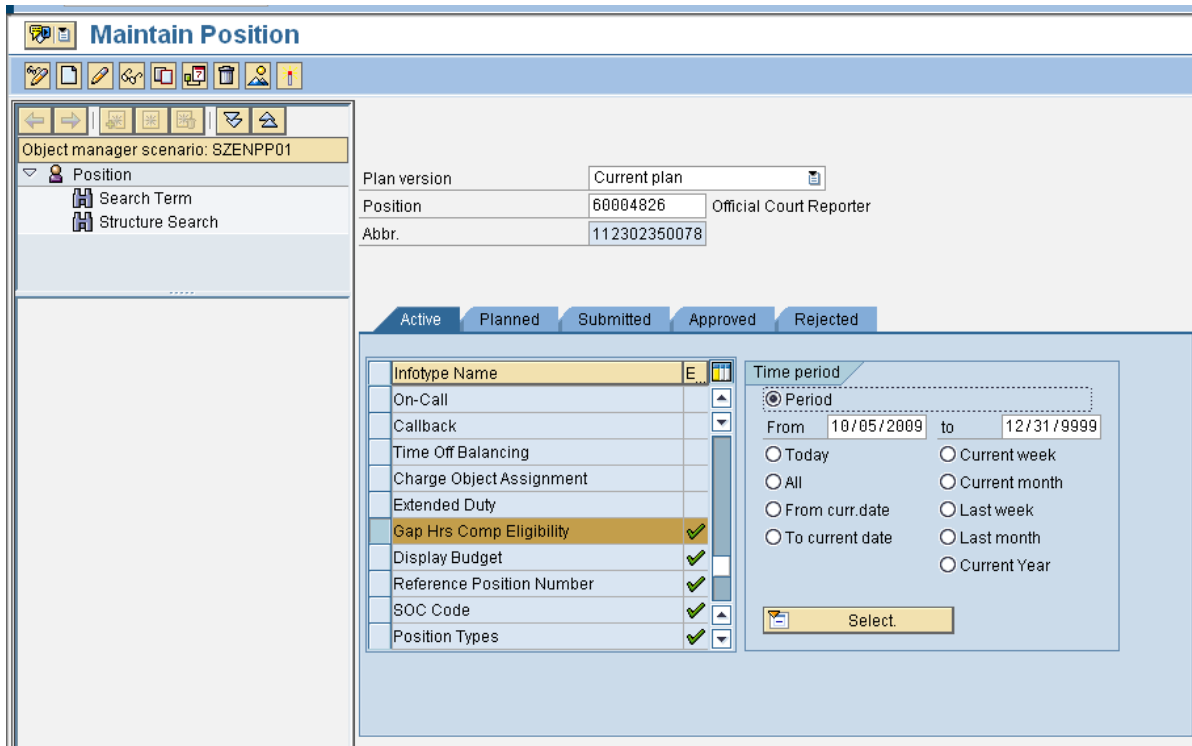 Maintain Position
Object manager scenario: SZENPP01
Position
Search Term
Structure Search
Plan version Current plan
Position 60004826 Official Court Reporter
Abbr. 112302350078
Active Planned Submitted Approved Rejected
Infotype Name E...
On-Call
Callback
Time Off Balancing
Charge Object Assignment
Extended Duty
Gap Hrs Comp Eligibility
Display Budget
Reference Position Number
SOC Code
Position Types
Time period
Period
From 10/05/2009 to 12/31/9999
Today Current week
All Current month
From curr.date Last week
To current date Last month
Current Year
Select.